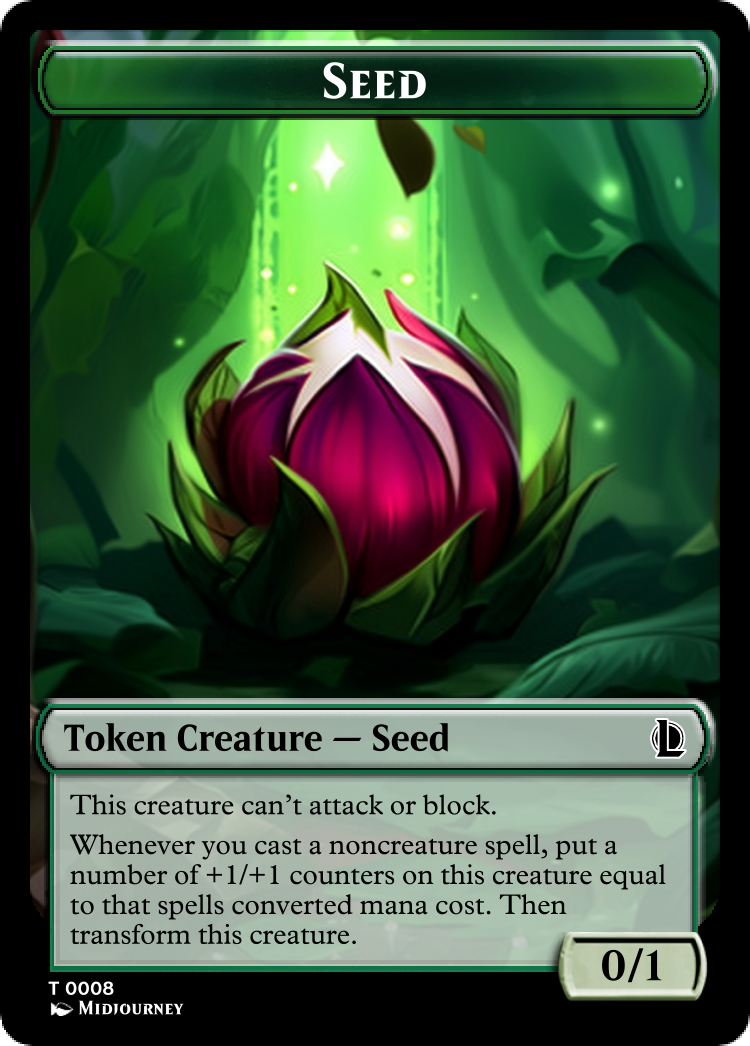 Seed
Token Creature — Seed
This creature can't attack or block.
Whenever you cast a noncreature spell, put a
number of +1/+1 counters on this creature equal
to that spells converted mana cost. Then
transform this creature.
0/1
T 0008
Midjourney